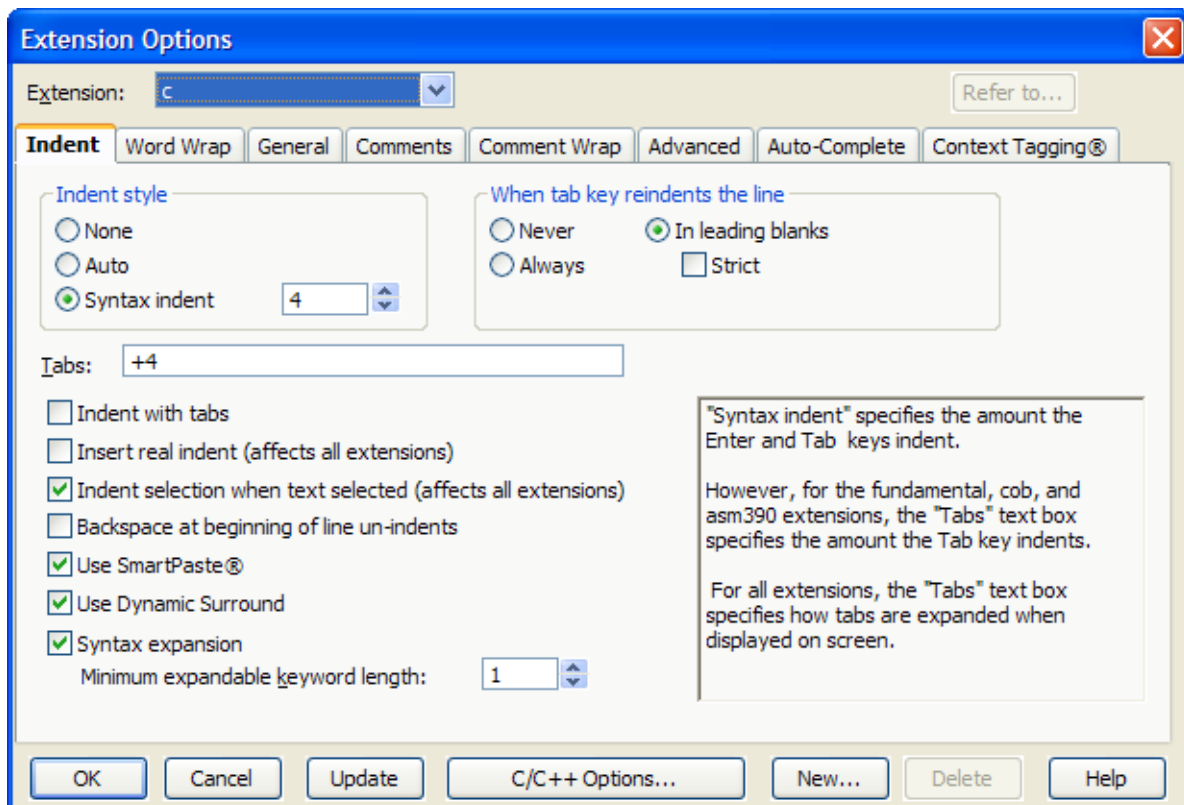 Extension Options
Extension: c Refer to...
Indent Word Wrap General Comments Comment Wrap Advanced Auto-Complete Context Tagging®
Indent style When tab key reindents the line
None Never In leading blanks
Auto Always Strict
Syntax indent 4
Tabs: +4
Indent with tabs
Insert real indent (affects all extensions)
Indent selection when text selected (affects all extensions)
Backspace at beginning of line un-indents
Use SmartPaste®
Use Dynamic Surround
Syntax expansion
Minimum expandable keyword length: 1
"Syntax indent" specifies the amount the
Enter and Tab keys indent.
However, for the fundamental, cob, and
asm390 extensions, the "Tabs" text box
specifies the amount the Tab key indents.
For all extensions, the "Tabs" text box
specifies how tabs are expanded when
displayed on screen.
OK Cancel Update C/C++ Options... New... Delete Help